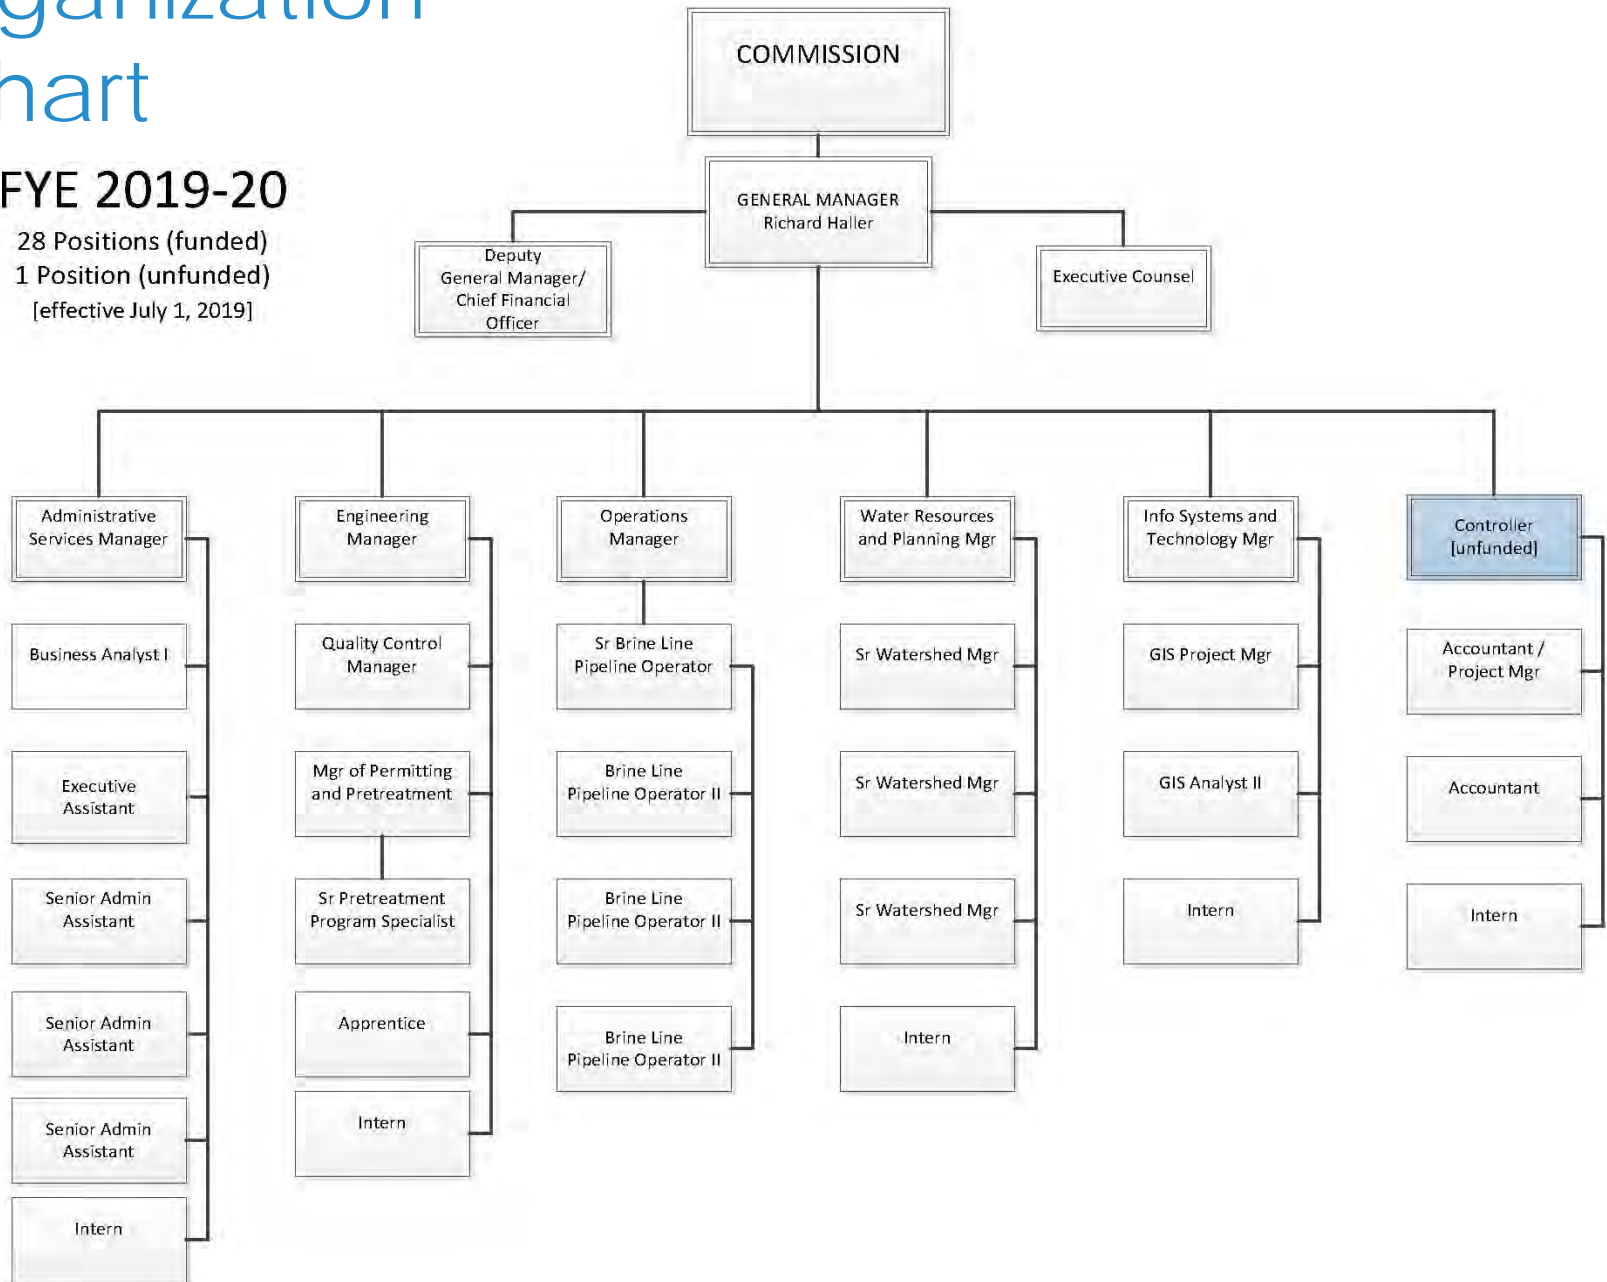 ganization
hart
FYE 2019-20
28 Positions (funded)
1 Position (unfunded)
[effective July 1, 2019]
COMMISSION
GENERAL MANAGER
Richard Haller
Deputy
General Manager/
Chief Financial
Officer
Executive Counsel
Administrative
Services Manager
Business Analyst I
Executive
Assistant
Senior Admin
Assistant
Senior Admin
Assistant
Senior Admin
Assistant
Intern
Engineering
Manager
Quality Control
Manager
Mgr of Permitting
and Pretreatment
Sr Pretreatment
Program Specialist
Apprentice
Intern
Operations
Manager
Sr Brine Line
Pipeline Operator
Brine Line
Pipeline Operator II
Brine Line
Pipeline Operator II
Brine Line
Pipeline Operator II
Water Resources
and Planning Mgr
Sr Watershed Mgr
Sr Watershed Mgr
Sr Watershed Mgr
Intern
Info Systems and
Technology Mgr
GIS Project Mgr
GIS Analyst II
Intern
Controller
[unfunded]
Accountant /
Project Mgr
Accountant
Intern